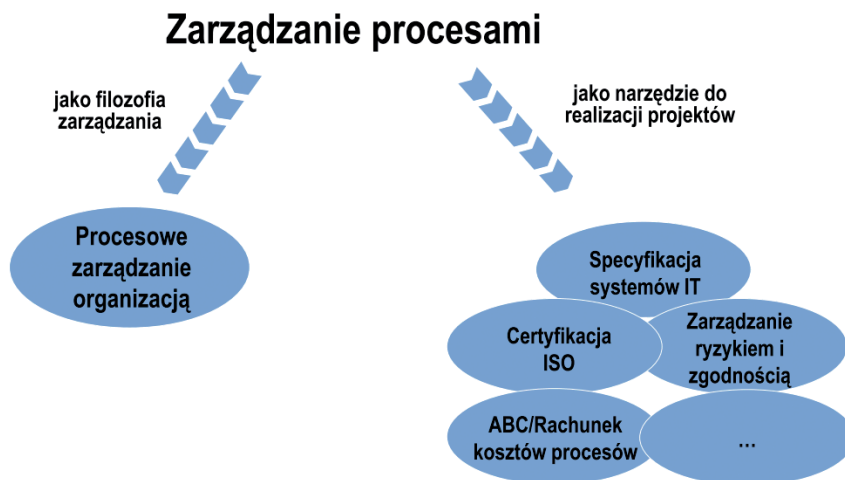 Zarządzanie procesami
jako filozofia
zarządzania
jako narzędzie do
realizacji projektów
Procesowe
zarządzanie
organizacją
Specyfikacja
systemów IT
Certyfikacja
ISO
Zarządzanie
ryzykiem i
zgodnością
ABC/Rachunek
kosztów procesów
...